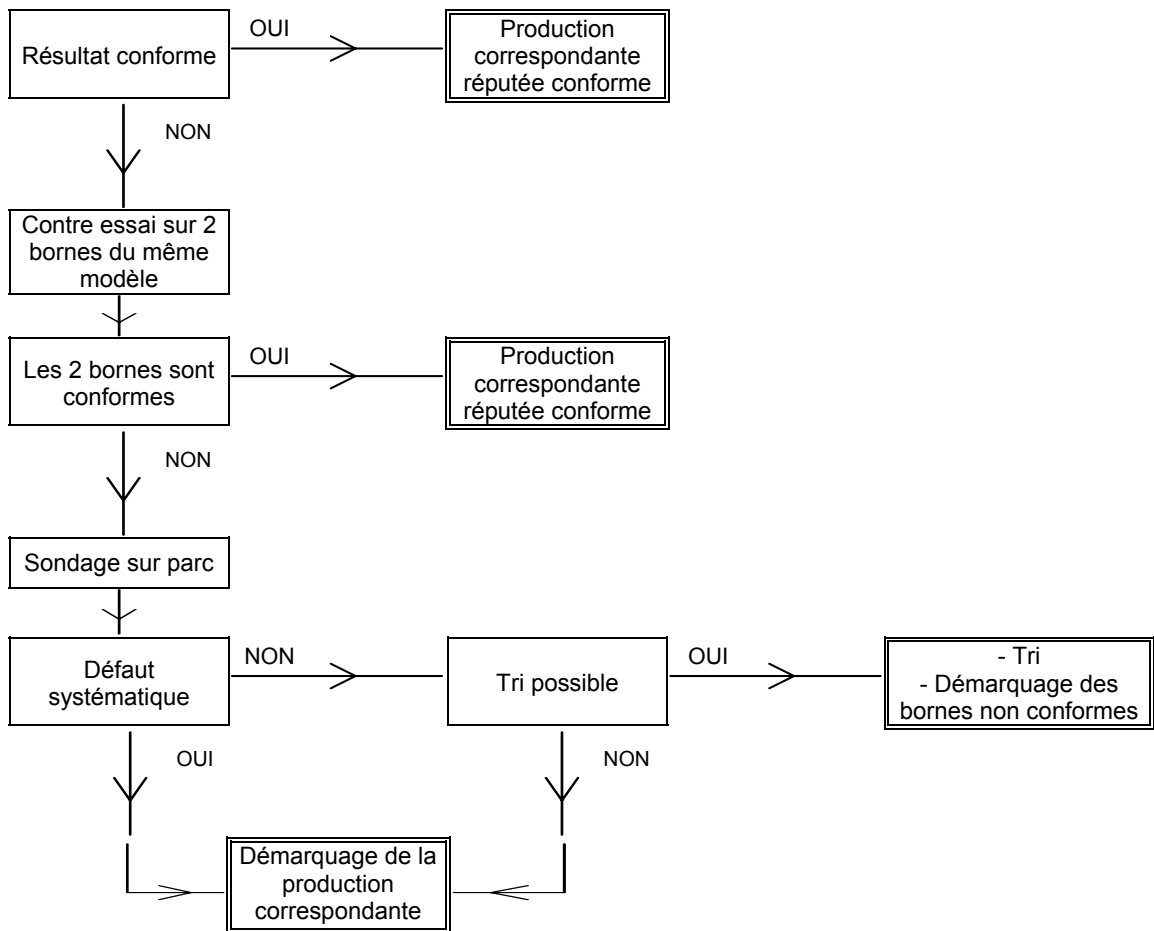 OUI
Résultat conforme
Production
correspondante
réputée conforme
NON
Contre essai sur 2
bornes du même
modèle
Les 2 bornes sont
conformes
OUI
Production
correspondante
réputée conforme
NON
Sondage sur parc
Défaut
systématique
NON
Tri possible
OUI
- Tri
- Démarquage des
bornes non conformes
OUI
NON
Démarquage de la
production
correspondante